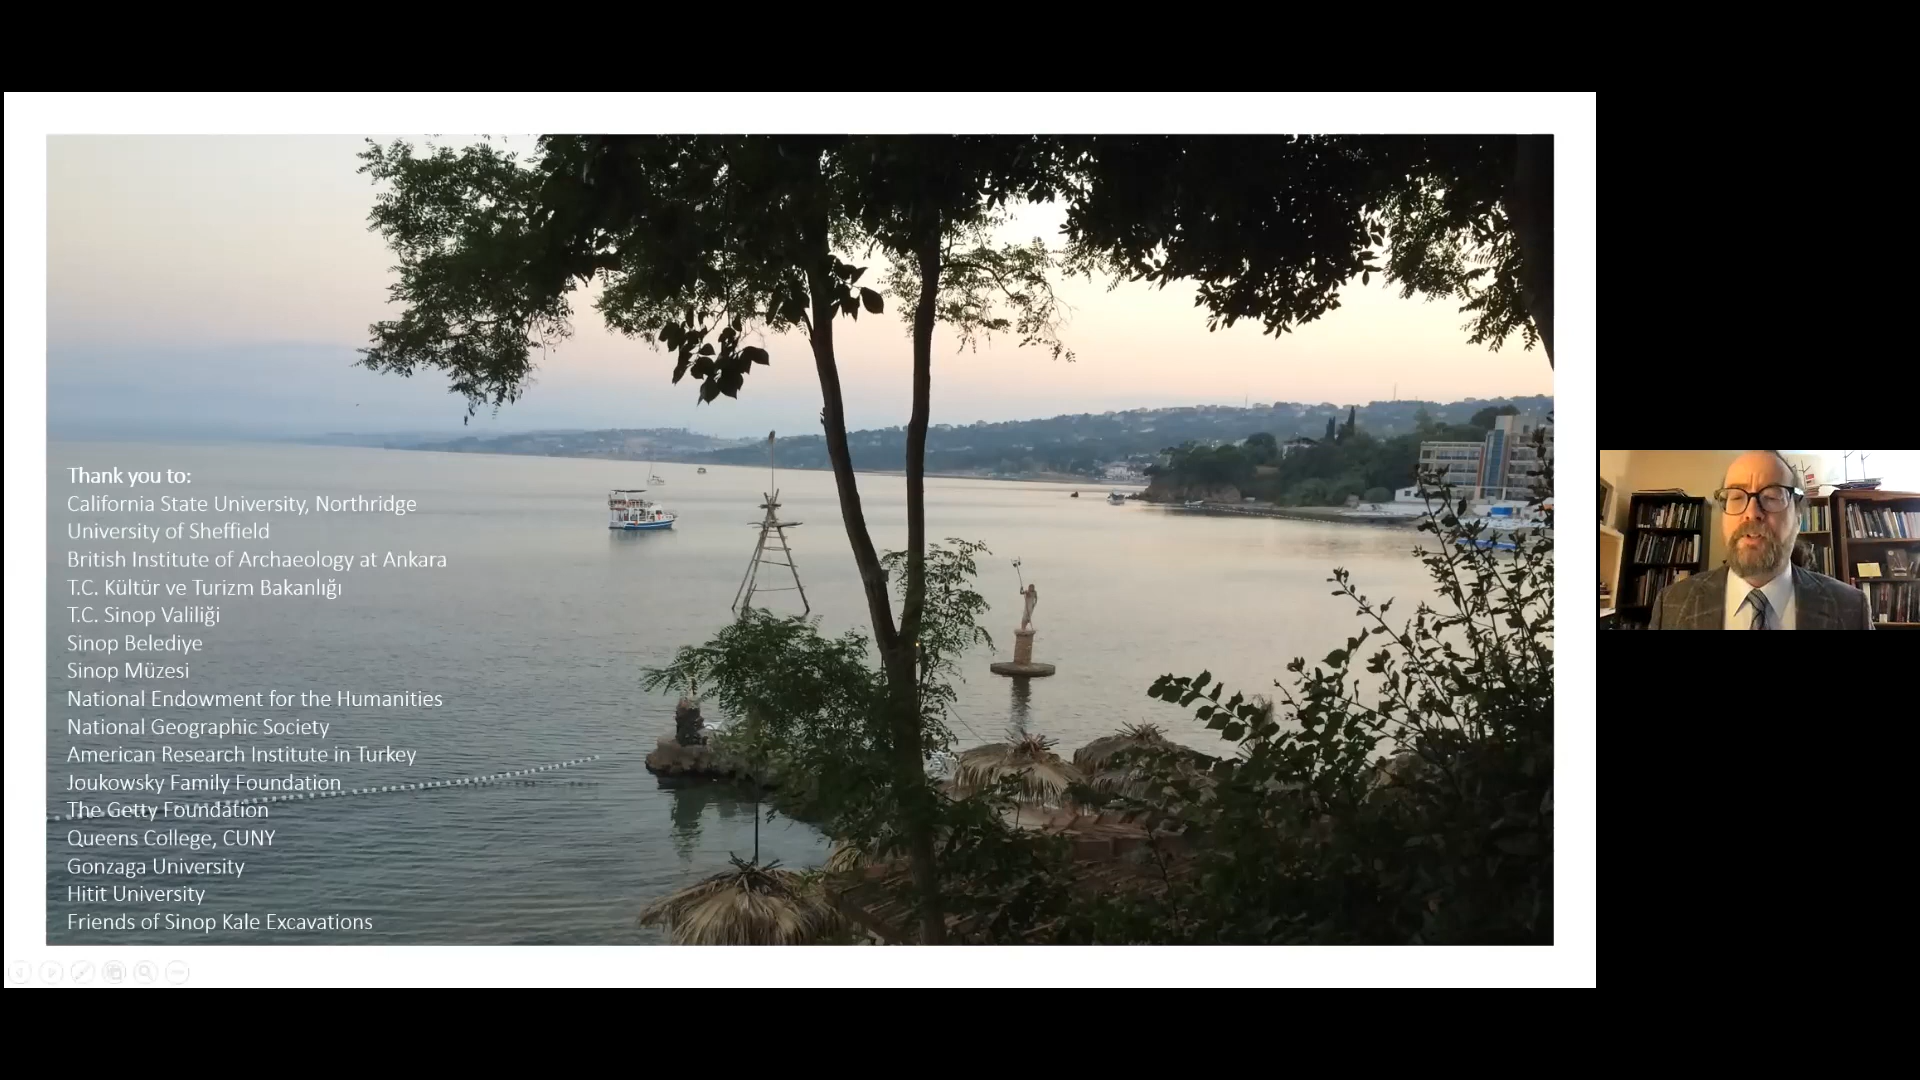 Thank you to:
California State University, Northridge
University of Sheffield
British Institute of Archaeology at Ankara
T.C. Kültür ve Turizm Bakanlığı
T.C. Sinop Valiliği
Sinop Belediye
Sinop Müzesi
National Endowment for the Humanities
National Geographic Society
American Research Institute in Turkey
Joukowsky Family Foundation
The Getty Foundation
Queens College, CUNY
Gonzaga University
Hitit University
Friends of Sinop Kale Excavations